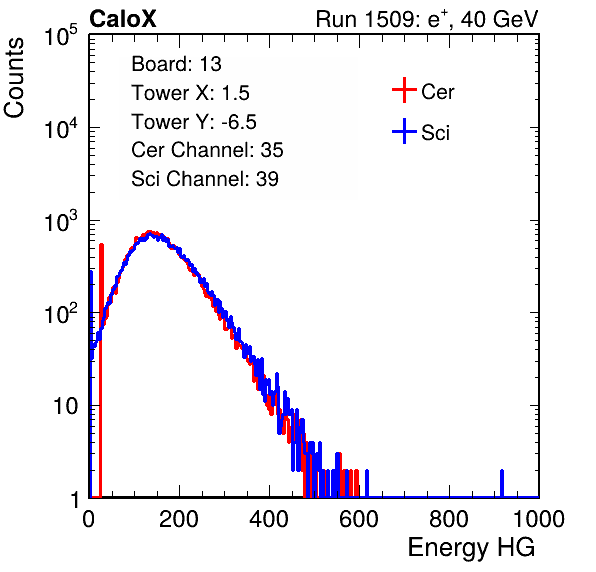 CaloX Run 1509: e⁺, 40 GeV
Counts
10⁵
10⁴
10³
10²
10
1
Board: 13
Tower X: 1.5
Tower Y: -6.5
Cer Channel: 35
Sci Channel: 39
Cer
Sci
0 200 400 600 800 1000
Energy HG